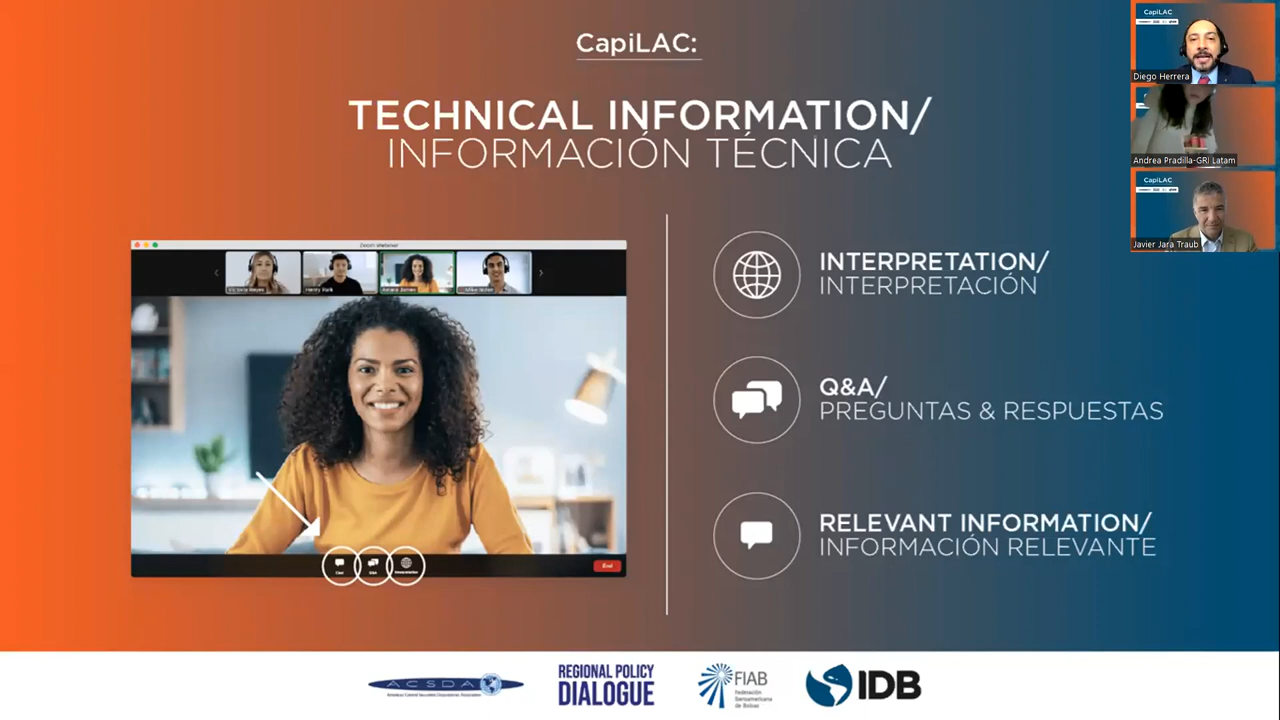 CapiLAC:
TECHNICAL INFORMATION/
INFORMACIÓN TÉCNICA
INTERPRETATION/
INTERPRETACIÓN
Q&A/
PREGUNTAS & RESPUESTAS
RELEVANT INFORMATION/
INFORMACIÓN RELEVANTE
Zoom Webinar
Henry Park
End
CapiLAC
Diego Herrera
Andrea Pradilla-GRI Latam
CapiLAC
Javier Jara Traub
ACSDA
REGIONAL POLICY
DIALOGUE
FIAB
Federación
Iberoamericana
de Bolsas
IDB